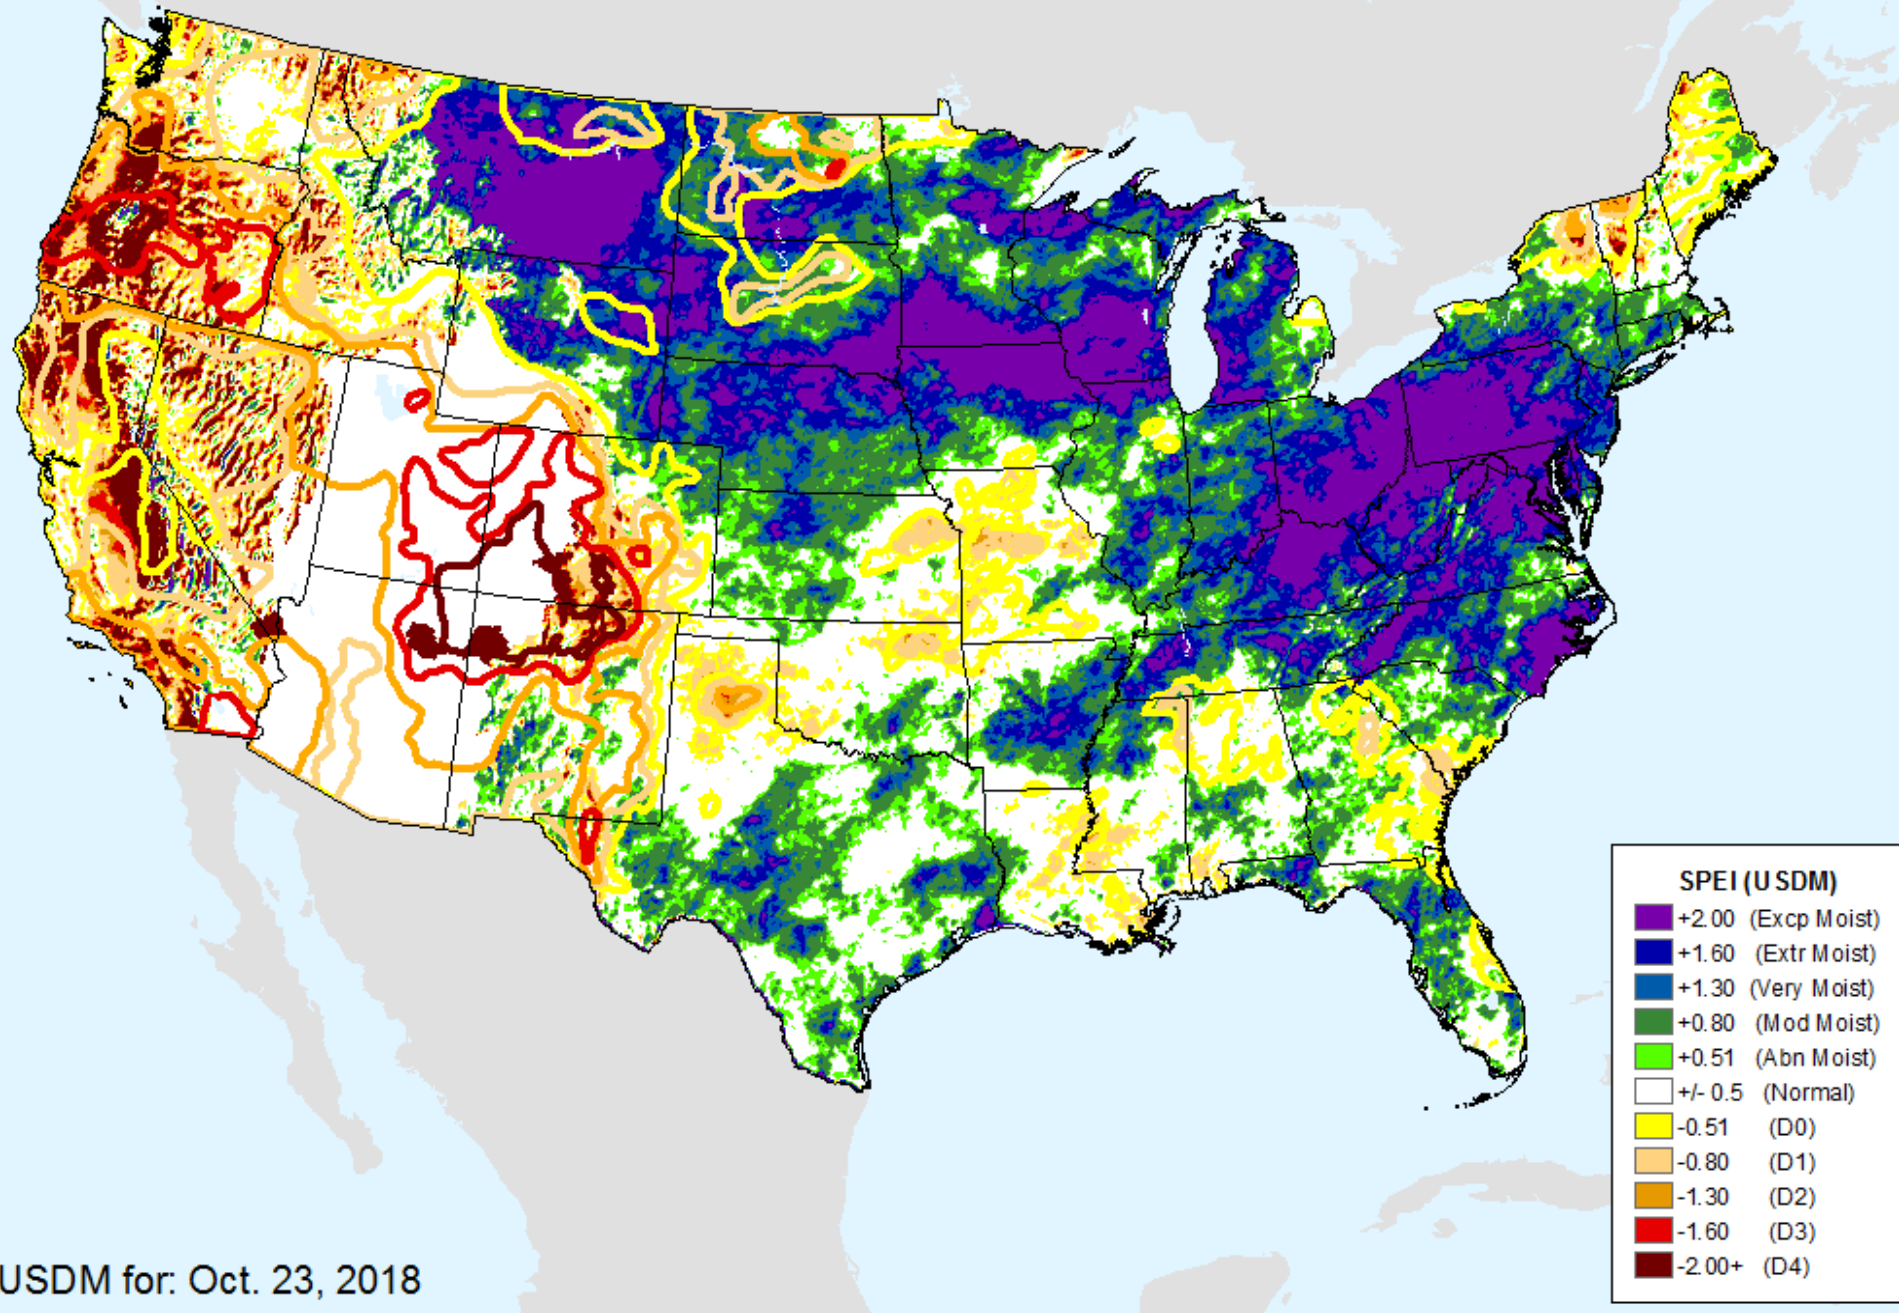 SPEI (USDM)
+2.00 (Excp Moist)
+1.60 (Extr Moist)
+1.30 (Very Moist)
+0.80 (Mod Moist)
+0.51 (Abn Moist)
+/- 0.5 (Normal)
-0.51 (D0)
-0.80 (D1)
-1.30 (D2)
-1.60 (D3)
-2.00+ (D4)
USDM for: Oct. 23, 2018